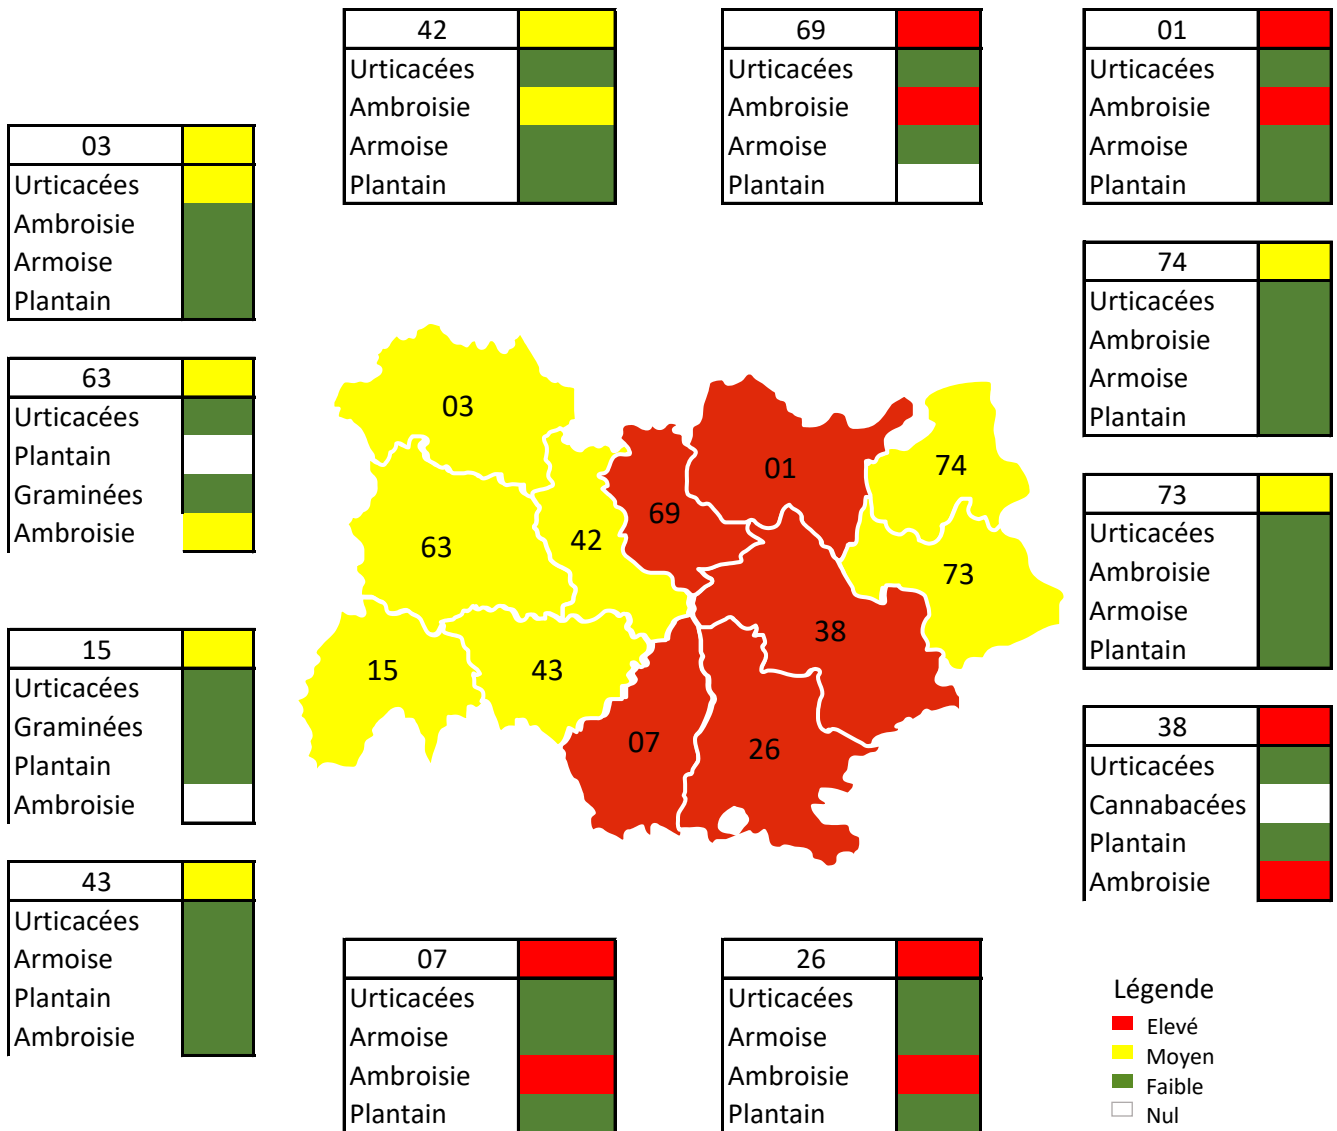 42
Urticacées
Ambroisie
Armoise
Plantain
69
Urticacées
Ambroisie
Armoise
Plantain
01
Urticacées
Ambroisie
Armoise
Plantain
03
Urticacées
Ambroisie
Armoise
Plantain
74
Urticacées
Ambroisie
Armoise
Plantain
63
Urticacées
Plantain
Graminées
Ambroisie
73
Urticacées
Ambroisie
Armoise
Plantain
03
01
74
69
42
63
73
38
15
43
07
26
15
Urticacées
Graminées
Plantain
Ambroisie
38
Urticacées
Cannabacées
Plantain
Ambroisie
43
Urticacées
Armoise
Plantain
Ambroisie
07
Urticacées
Armoise
Ambroisie
Plantain
26
Urticacées
Armoise
Ambroisie
Plantain
Légende
Elevé
Moyen
Faible
Nul